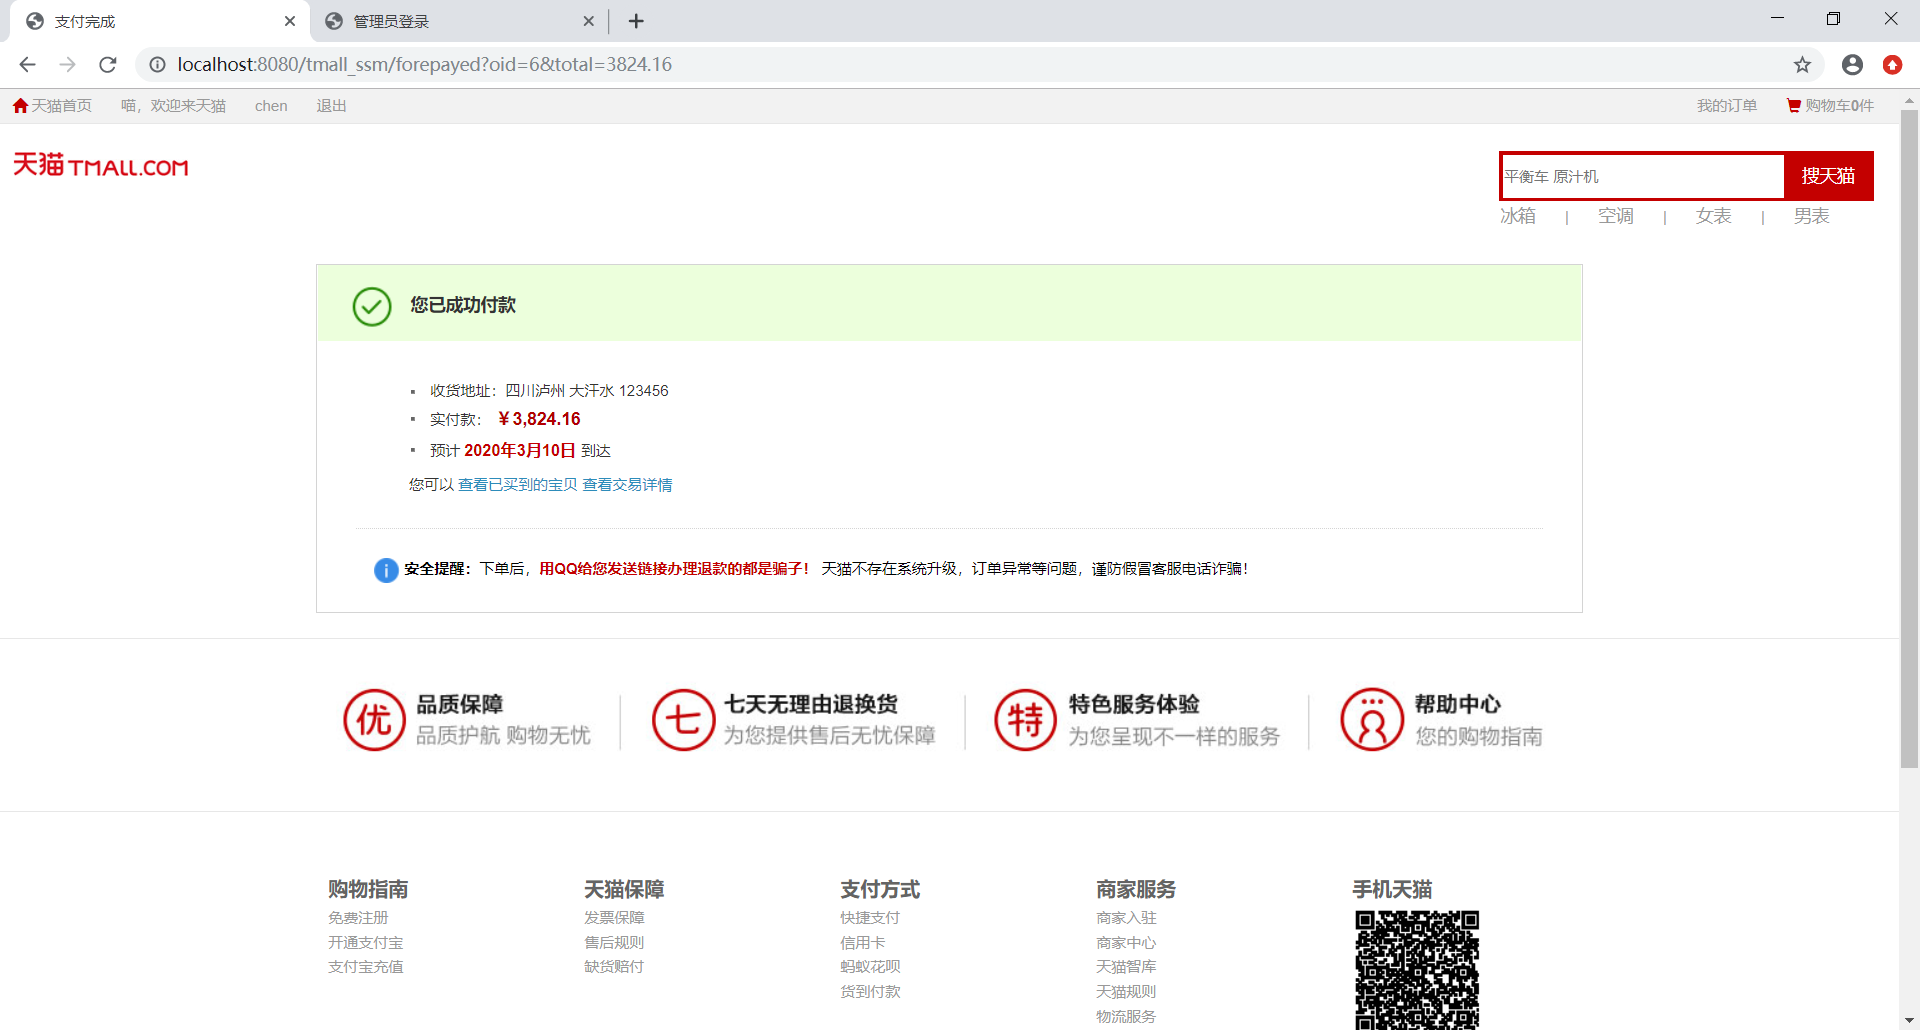 支付完成
管理员登录
localhost:8080/tmall_ssm/forepayed?oid=6&total=3824.16
天猫首页 喵，欢迎来天猫 chen 退出 我的订单 购物车0件
天猫TMALL.COM
平衡车 原汁机 搜天猫
冰箱 | 空调 | 女表 | 男表
您已成功付款
收货地址：四川泸州 大汗水 123456
实付款： ￥3,824.16
预计 2020年3月10日 到达
您可以 查看已买到的宝贝 查看交易详情
安全提醒：下单后，用QQ给您发送链接办理退款的都是骗子！ 天猫不存在系统升级，订单异常等问题，谨防假冒客服电话诈骗！
优 品质保障
品质护航 购物无忧
七 七天无理由退换货
为您提供售后无忧保障
特 特色服务体验
为您呈现不一样的服务
帮助中心
您的购物指南
购物指南
免费注册
开通支付宝
支付宝充值
天猫保障
发票保障
售后规则
缺货赔付
支付方式
快捷支付
信用卡
蚂蚁花呗
货到付款
商家服务
商家入驻
商家中心
天猫智库
天猫规则
物流服务
手机天猫